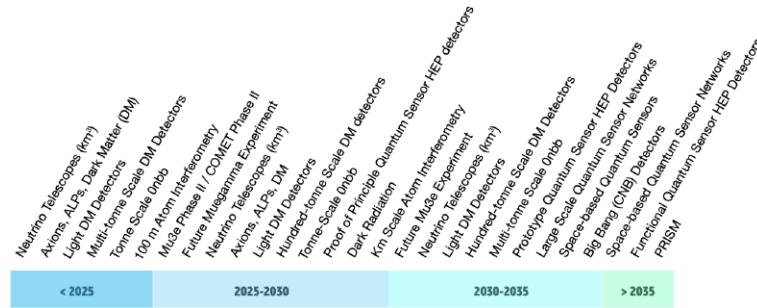 Neutrino Telescopes (km³)
Axions, ALPs, Dark Matter (DM)
Light DM Detectors
Multi-tonne Scale DM Detectors
Tonne Scale 0nbb
100 m Atom Interferometry
Mu3e Phase II / COMET Phase II
Future Muegamma Experiment
Neutrino Telescopes (km³)
Axions, ALPs, DM
Light DM Detectors
Hundred-tonne Scale DM detectors
Tonne-Scale 0nbb
Proof of Principle Quantum Sensor HEP detectors
Dark Radiation
Km Scale Atom Interferometry
Future Mu3e Experiment
Neutrino Telescopes (km³)
Light DM Detectors
Hundred-tonne Scale DM Detectors
Multi-tonne Scale 0nbb
Prototype Quantum Sensor HEP Detectors
Large Scale Quantum Sensor Networks
Space-based Quantum Sensors
Big Bang (CNB) Detectors
Space-based Quantum Sensor Networks
Functional Quantum Sensor HEP Detectors
PRISM
< 2025
2025-2030
2030-2035
> 2035